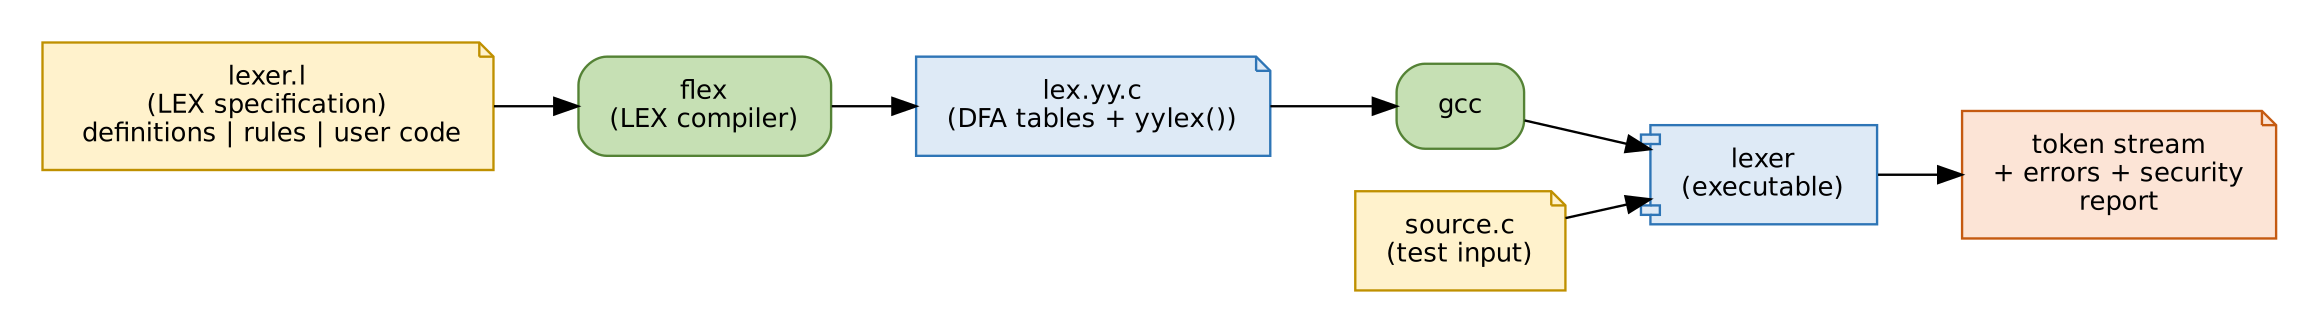 lexer.l
(LEX specification)
definitions | rules | user code
flex
(LEX compiler)
lex.yy.c
(DFA tables + yylex())
gcc
source.c
(test input)
lexer
(executable)
token stream
+ errors + security
report